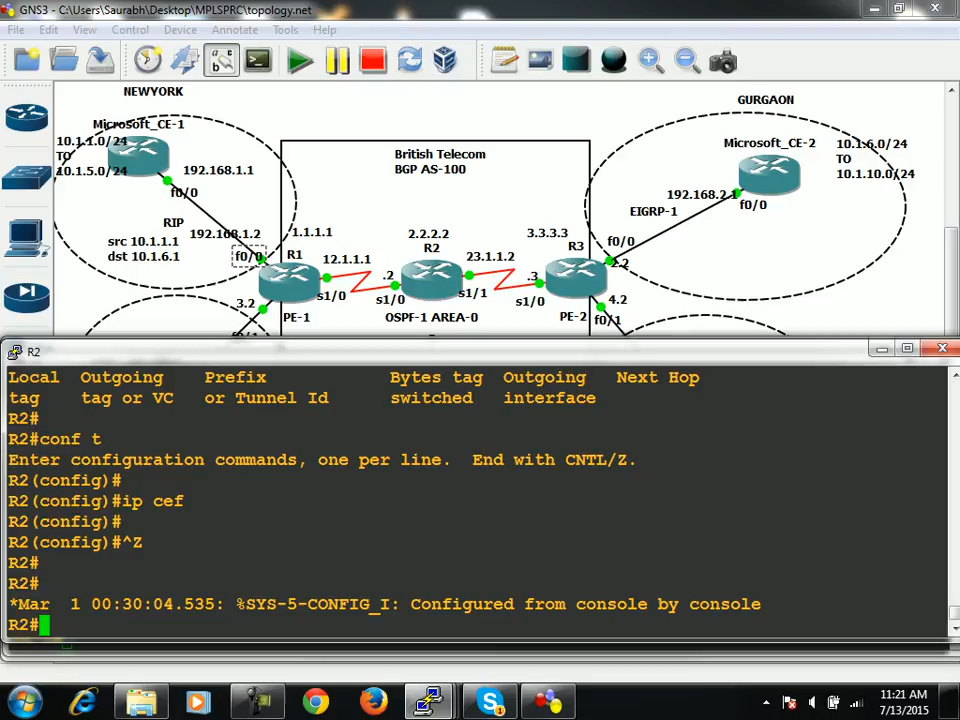 GNS3 - C:\Users\Saurabh\Desktop\MPLSPRC\topology.net
File Edit View Control Device Annotate Tools Help
NEWYORK
GURGAON
Microsoft_CE-1
10.1.1.0/24
TO
10.1.5.0/24
192.168.1.1
f0/0
RIP
192.168.1.2
src 10.1.1.1
dst 10.1.6.1
f0/0
R1
1.1.1.1
12.1.1.1
s1/0
3.2
PE-1
f0/1
British Telecom
BGP AS-100
2.2.2.2
R2
.2
s1/0
23.1.1.2
s1/1
OSPF-1 AREA-0
3.3.3.3
R3
.3
s1/0
PE-2
f0/0
2.2
4.2
f0/1
EIGRP-1
192.168.2.1
f0/0
Microsoft_CE-2
10.1.6.0/24
TO
10.1.10.0/24
R2
Local Outgoing Prefix Bytes tag Outgoing Next Hop
tag tag or VC or Tunnel Id switched interface
R2#
R2#conf t
Enter configuration commands, one per line. End with CNTL/Z.
R2(config)#
R2(config)#ip cef
R2(config)#
R2(config)#^Z
R2#
R2#
*Mar 1 00:30:04.535: %SYS-5-CONFIG_I: Configured from console by console
R2#
11:21 AM
7/13/2015